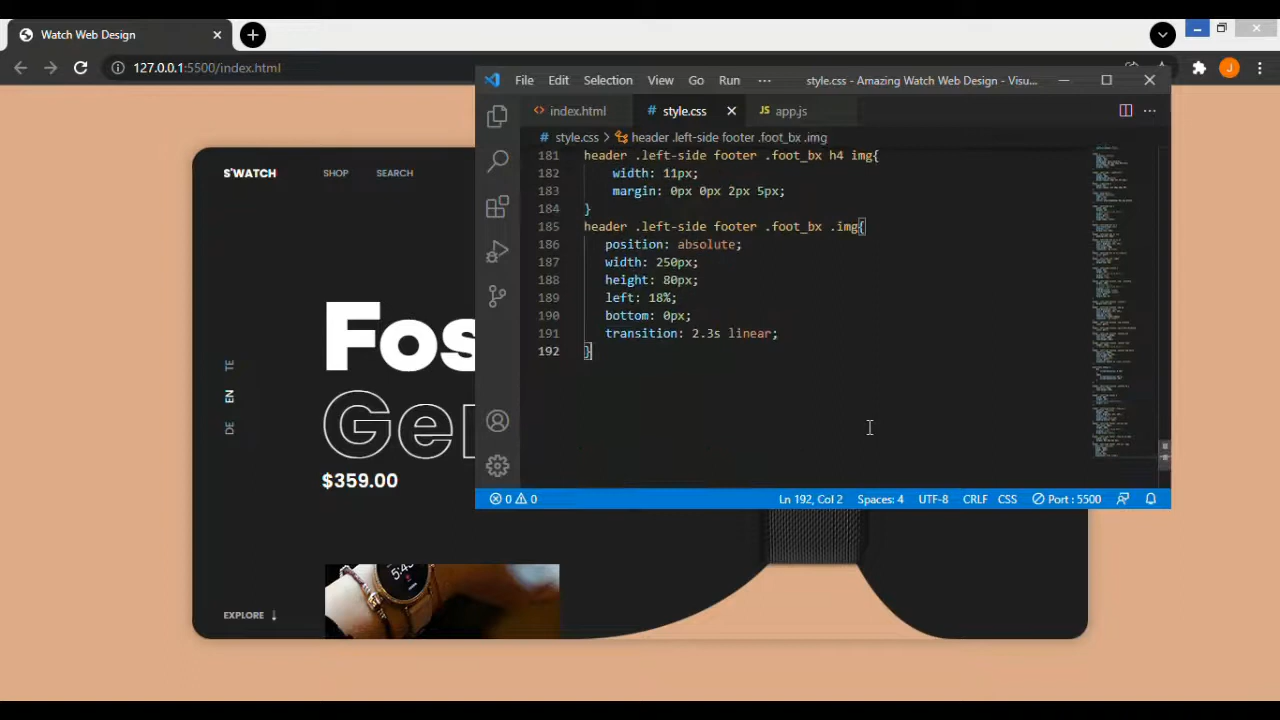 Watch Web Design
127.0.0.1:5500/index.html
J
File Edit Selection View Go Run ... style.css - Amazing Watch Web Design - Visu...
index.html style.css JS app.js
style.css > header .left-side footer .foot_bx .img
181 header .left-side footer .foot_bx h4 img{
182 width: 11px;
183 margin: 0px 0px 2px 5px;
184 }
185 header .left-side footer .foot_bx .img{
186 position: absolute;
187 width: 250px;
188 height: 80px;
189 left: 18%;
190 bottom: 0px;
191 transition: 2.3s linear;
192 }
0 0 Ln 192, Col 2 Spaces: 4 UTF-8 CRLF CSS Port : 5500
S'WATCH SHOP SEARCH
Fos
Ger
$359.00
TE
EN
DE
5:45
EXPLORE